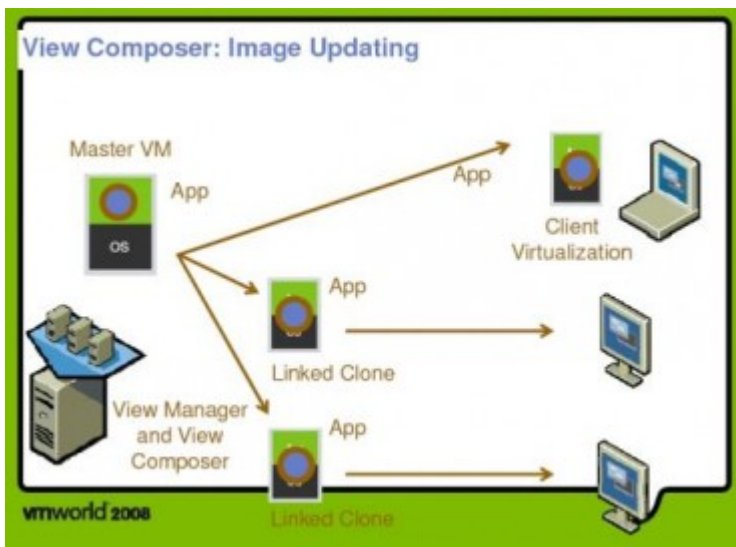 View Composer: Image Updating
Master VM
App
OS
App
Client
Virtualization
App
Linked Clone
View Manager
and View
Composer
App
Linked Clone
vmworld 2008